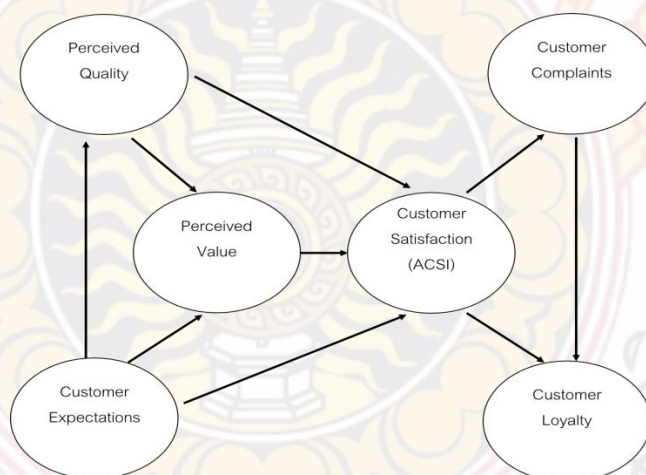 Perceived
Quality
Customer
Complaints
Perceived
Value
Customer
Satisfaction
(ACSI)
Customer
Expectations
Customer
Loyalty